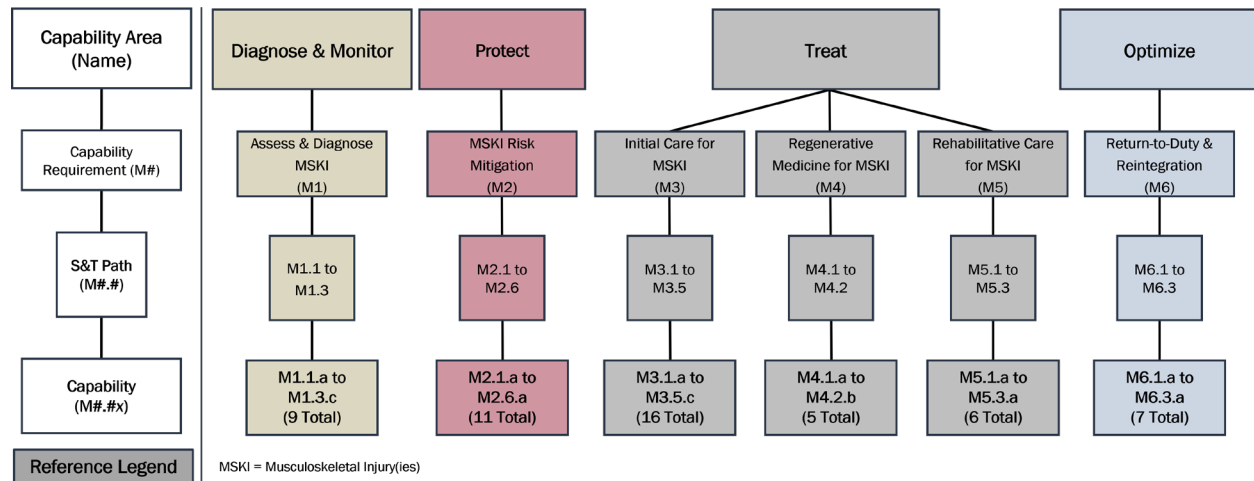 Capability Area
(Name)
Diagnose & Monitor
Protect
Treat
Optimize
Capability
Requirement (M#)
Assess & Diagnose
MSKI
(M1)
MSKI Risk
Mitigation
(M2)
Initial Care for
MSKI
(M3)
Regenerative
Medicine for MSKI
(M4)
Rehabilitative Care
for MSKI
(M5)
Return-to-Duty &
Reintegration
(M6)
S&T Path
(M#.#)
M1.1 to
M1.3
M2.1 to
M2.6
M3.1 to
M3.5
M4.1 to
M4.2
M5.1 to
M5.3
M6.1 to
M6.3
Capability
(M#.#x)
M1.1.a to
M1.3.c
(9 Total)
M2.1.a to
M2.6.a
(11 Total)
M3.1.a to
M3.5.c
(16 Total)
M4.1.a to
M4.2.b
(5 Total)
M5.1.a to
M5.3.a
(6 Total)
M6.1.a to
M6.3.a
(7 Total)
Reference Legend
MSKI = Musculoskeletal Injury(ies)